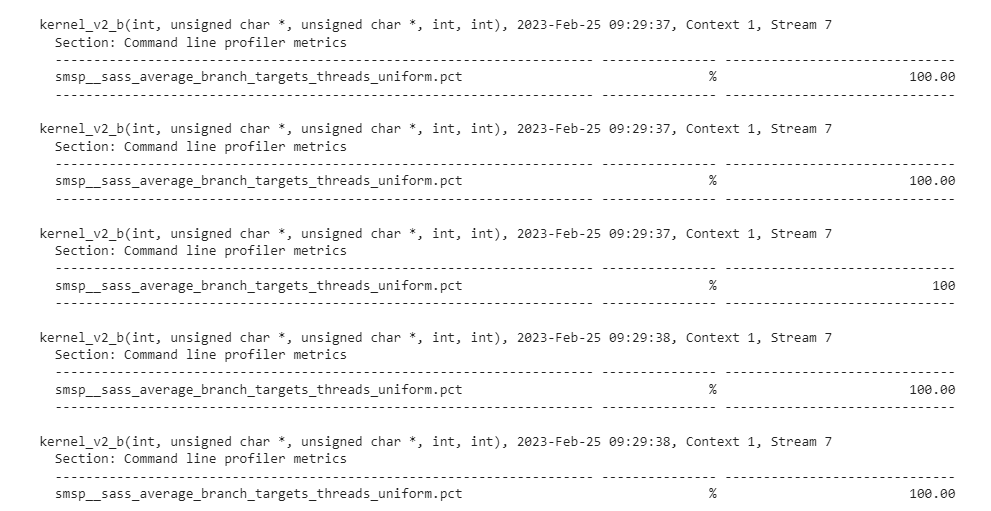 kernel_v2_b(int, unsigned char *, unsigned char *, int, int), 2023-Feb-25 09:29:37, Context 1, Stream 7
Section: Command line profiler metrics
---------------------------------------------------------------------- --------------- ------------------------------
smsp__sass_average_branch_targets_threads_uniform.pct % 100.00
---------------------------------------------------------------------- --------------- ------------------------------
kernel_v2_b(int, unsigned char *, unsigned char *, int, int), 2023-Feb-25 09:29:37, Context 1, Stream 7
Section: Command line profiler metrics
---------------------------------------------------------------------- --------------- ------------------------------
smsp__sass_average_branch_targets_threads_uniform.pct % 100.00
---------------------------------------------------------------------- --------------- ------------------------------
kernel_v2_b(int, unsigned char *, unsigned char *, int, int), 2023-Feb-25 09:29:37, Context 1, Stream 7
Section: Command line profiler metrics
---------------------------------------------------------------------- --------------- ------------------------------
smsp__sass_average_branch_targets_threads_uniform.pct % 100
---------------------------------------------------------------------- --------------- ------------------------------
kernel_v2_b(int, unsigned char *, unsigned char *, int, int), 2023-Feb-25 09:29:38, Context 1, Stream 7
Section: Command line profiler metrics
---------------------------------------------------------------------- --------------- ------------------------------
smsp__sass_average_branch_targets_threads_uniform.pct % 100.00
---------------------------------------------------------------------- --------------- ------------------------------
kernel_v2_b(int, unsigned char *, unsigned char *, int, int), 2023-Feb-25 09:29:38, Context 1, Stream 7
Section: Command line profiler metrics
---------------------------------------------------------------------- --------------- ------------------------------
smsp__sass_average_branch_targets_threads_uniform.pct % 100.00